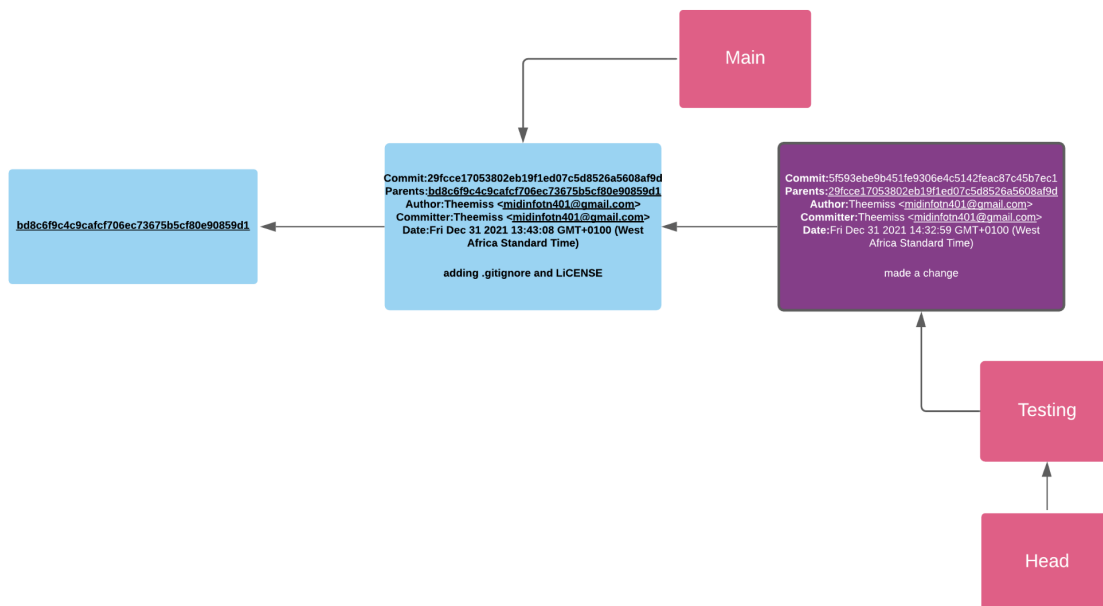 Main
bd8c6f9c4c9cafcf706ec73675b5cf80e90859d1
Commit:29fcce17053802eb19f1ed07c5d8526a5608af9d
Parents:bd8c6f9c4c9cafcf706ec73675b5cf80e90859d1
Author:Theemiss <midinfotn401@gmail.com>
Committer:Theemiss <midinfotn401@gmail.com>
Date:Fri Dec 31 2021 13:43:08 GMT+0100 (West
Africa Standard Time)
adding .gitignore and LiCENSE
Commit:5f593ebe9b451fe9306e4c5142feac87c45b7ec1
Parents:29fcce17053802eb19f1ed07c5d8526a5608af9d
Author:Theemiss <midinfotn401@gmail.com>
Committer:Theemiss <midinfotn401@gmail.com>
Date:Fri Dec 31 2021 14:32:59 GMT+0100 (West
Africa Standard Time)
made a change
Testing
Head